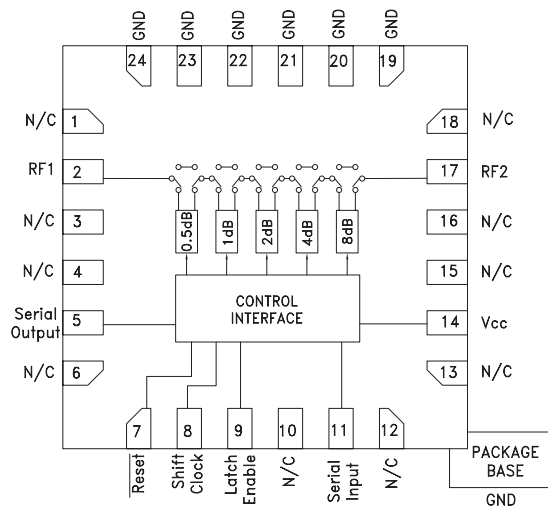 GND
GND
GND
GND
GND
GND
24
23
22
21
20
19
N/C
1
18
N/C
RF1
2
17
RF2
N/C
3
16
N/C
0.5dB
1dB
2dB
4dB
8dB
N/C
4
15
N/C
Serial
Output
5
CONTROL
INTERFACE
14
Vcc
N/C
6
13
N/C
7
8
9
10
11
12
Reset
Shift
Clock
Latch
Enable
N/C
Serial
Input
N/C
PACKAGE
BASE
GND